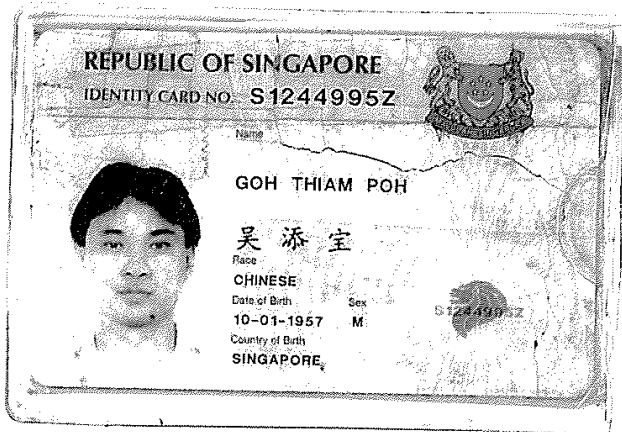 REPUBLIC OF SINGAPORE
IDENTITY CARD NO. S1244995Z
Name
GOH THIAM POH
吴添宝
Race
CHINESE
Date of Birth Sex
10-01-1957 M
Country of Birth
SINGAPORE